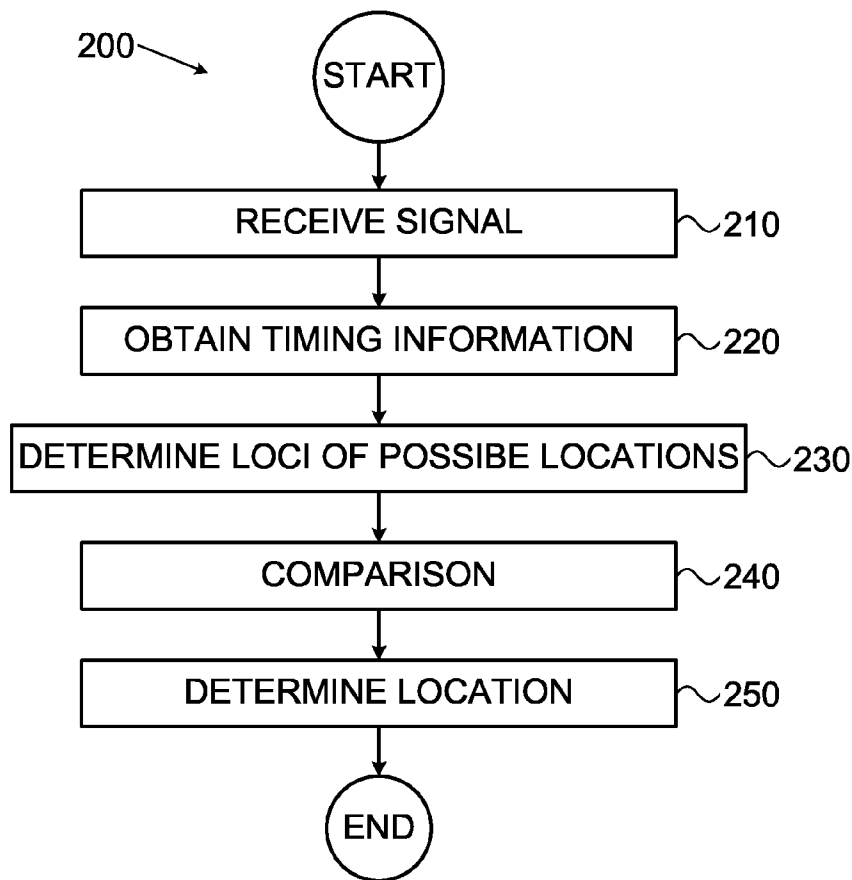 200
START
RECEIVE SIGNAL 210
OBTAIN TIMING INFORMATION 220
DETERMINE LOCI OF POSSIBE LOCATIONS 230
COMPARISON 240
DETERMINE LOCATION 250
END